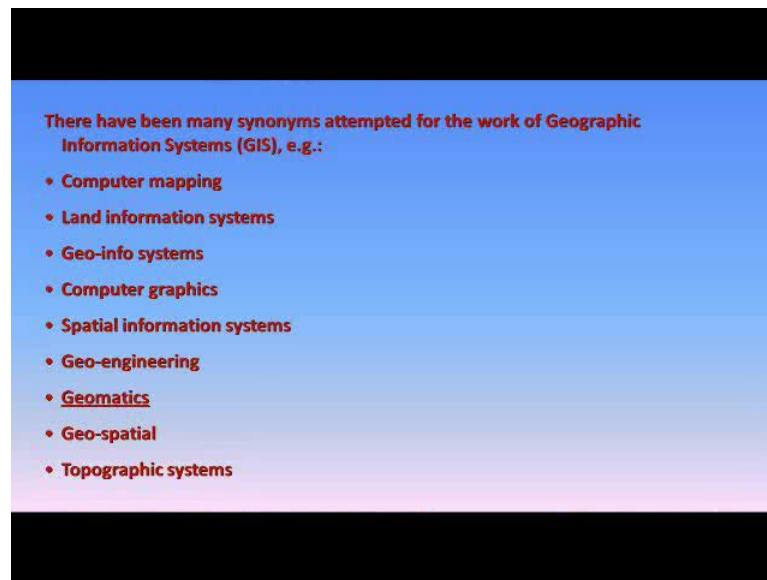 There have been many synonyms attempted for the work of Geographic
Information Systems (GIS), e.g.:
• Computer mapping
• Land information systems
• Geo-info systems
• Computer graphics
• Spatial information systems
• Geo-engineering
• Geomatics
• Geo-spatial
• Topographic systems